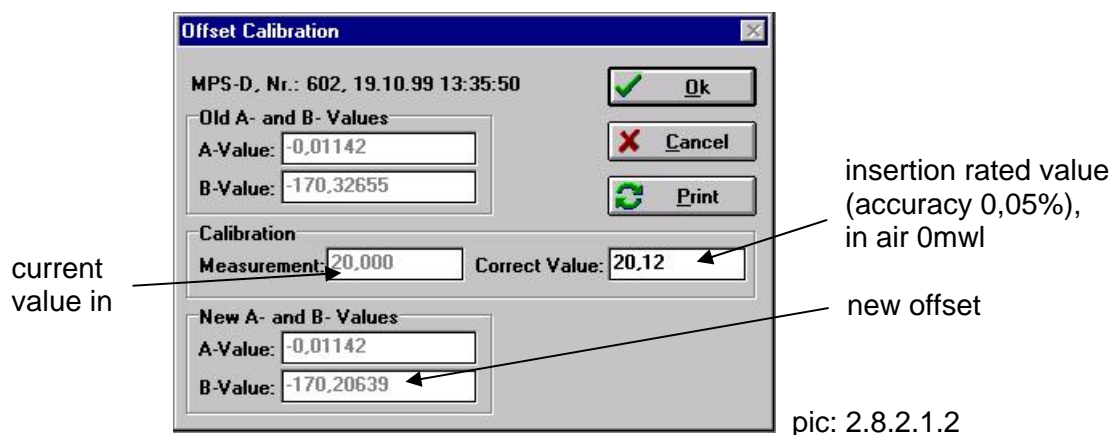 Offset Calibration
MPS-D, Nr.: 602, 19.10.99 13:35:50
Ok
Old A- and B- Values
A-Value: -0,01142
Cancel
B-Value: -170,32655
Print
insertion rated value
(accuracy 0,05%),
in air 0mwl
Calibration
Measurement: 20,000 Correct Value: 20,12
current
value in
new offset
New A- and B- Values
A-Value: -0,01142
B-Value: -170,20639
pic: 2.8.2.1.2